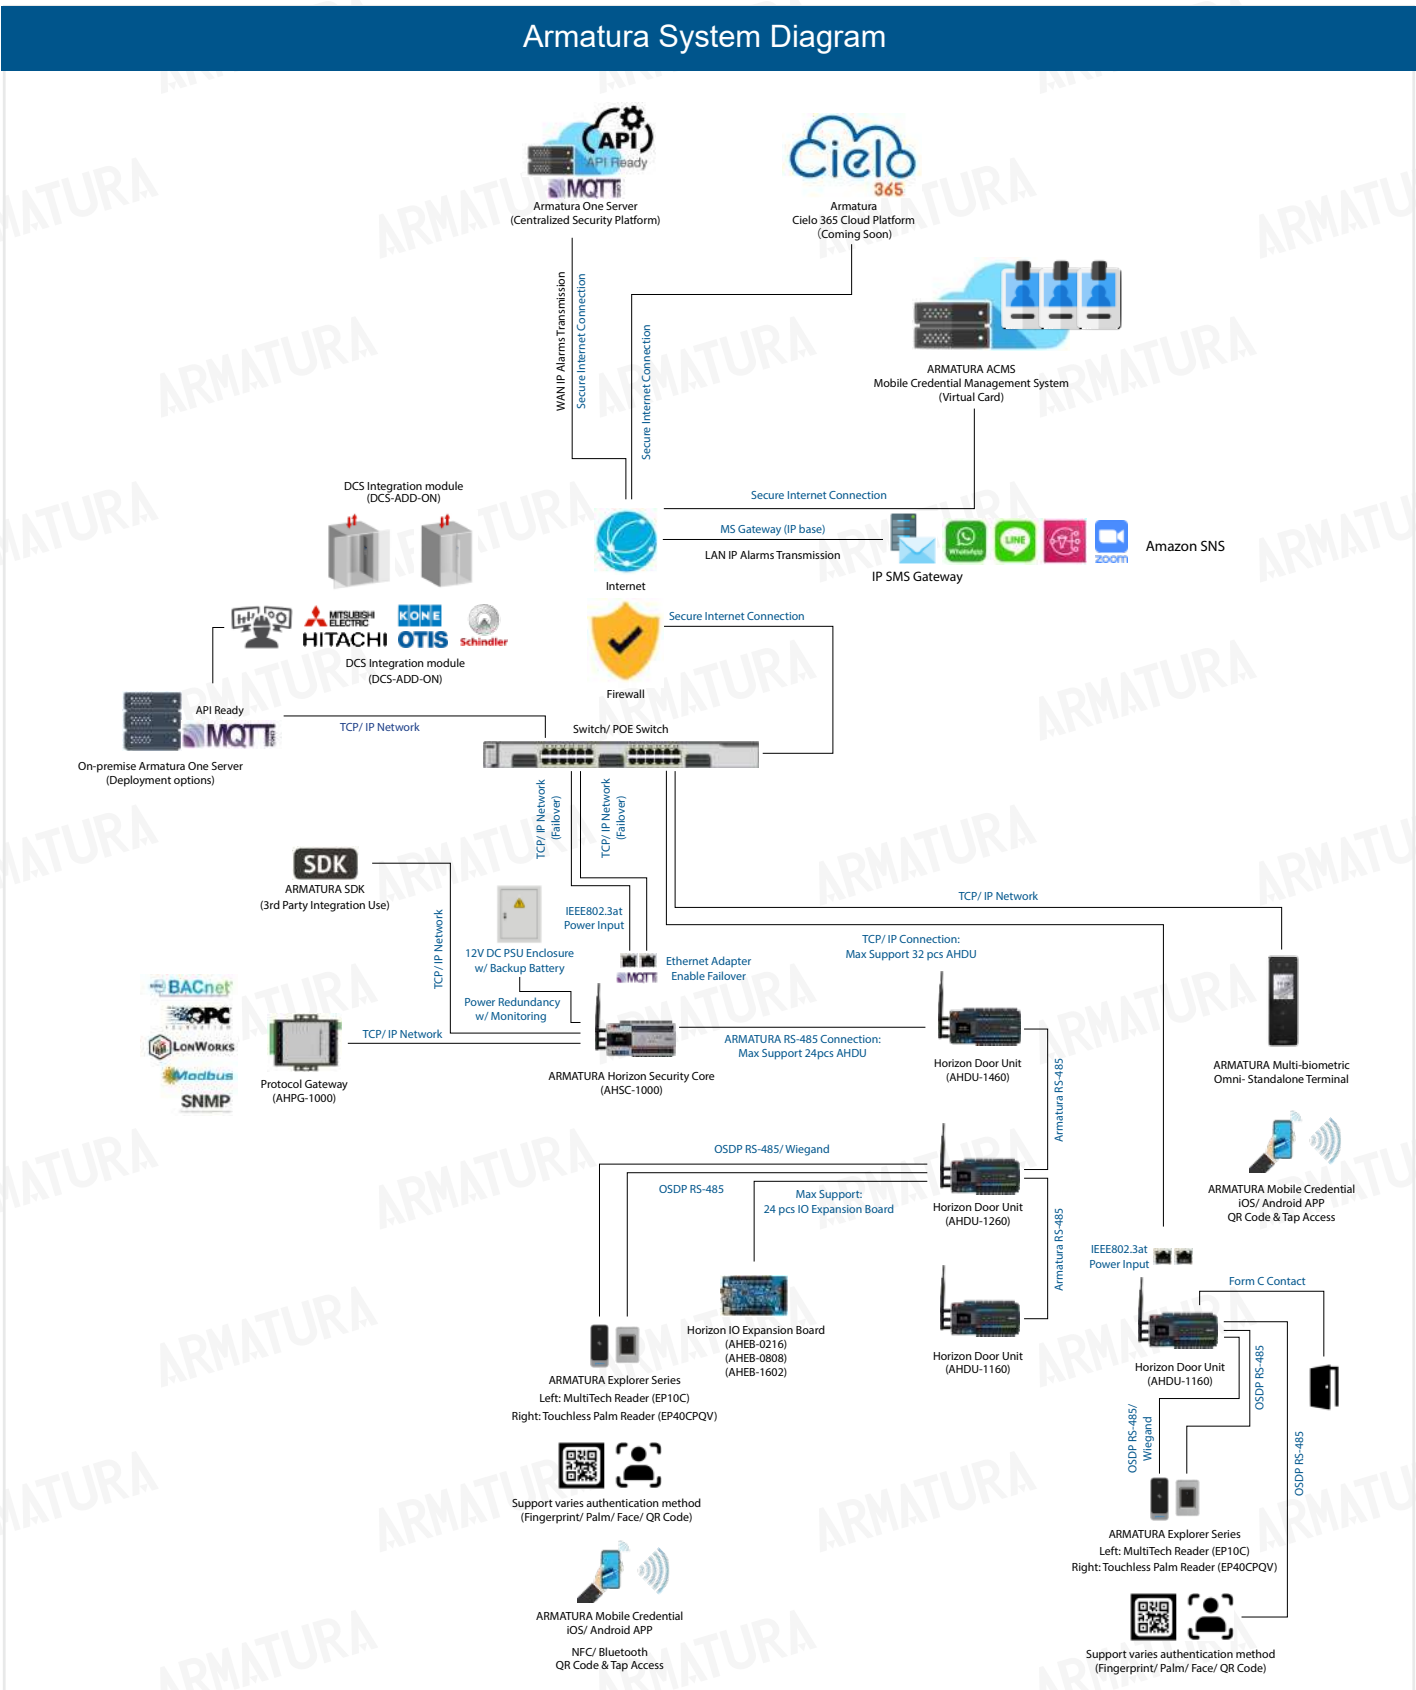 Armatura System Diagram
API
API Ready
MQTT
Armatura One Server
(Centralized Security Platform)
Cielo
365
Armatura
Cielo 365 Cloud Platform
(Coming Soon)
WAN IP Alarms Transmission
Secure Internet Connection
Secure Internet Connection
ARMATURA ACMS
Mobile Credential Management System
(Virtual Card)
DCS Integration module
(DCS-ADD-ON)
Secure Internet Connection
MS Gateway (IP base)
LAN IP Alarms Transmission
Internet
WhatsApp
LINE
zoom
Amazon SNS
IP SMS Gateway
MITSUBISHI
ELECTRIC
HITACHI
KONE
OTIS
Schindler
DCS Integration module
(DCS-ADD-ON)
Secure Internet Connection
Firewall
API Ready
MQTT
On-premise Armatura One Server
(Deployment options)
TCP/ IP Network
Switch/ POE Switch
TCP/ IP Network
(Failover)
TCP/ IP Network
(Failover)
SDK
ARMATURA SDK
(3rd Party Integration Use)
TCP/ IP Network
IEEE802.3at
Power Input
12V DC PSU Enclosure
w/ Backup Battery
Ethernet Adapter
Enable Failover
MQTT
Power Redundancy
w/ Monitoring
TCP/ IP Network
TCP/ IP Connection:
Max Support 32 pcs AHDU
BACnet
OPC
FOUNDATION
LONWORKS
Modbus
SNMP
Protocol Gateway
(AHPG-1000)
TCP/ IP Network
ARMATURA Horizon Security Core
(AHSC-1000)
ARMATURA RS-485 Connection:
Max Support 24pcs AHDU
Horizon Door Unit
(AHDU-1460)
Armatura RS-485
ARMATURA Multi-biometric
Omni- Standalone Terminal
OSDP RS-485/ Wiegand
OSDP RS-485
Max Support:
24 pcs IO Expansion Board
Horizon Door Unit
(AHDU-1260)
Armatura RS-485
ARMATURA Mobile Credential
iOS/ Android APP
QR Code & Tap Access
IEEE802.3at
Power Input
Form C Contact
Horizon IO Expansion Board
(AHEB-0216)
(AHEB-0808)
(AHEB-1602)
Horizon Door Unit
(AHDU-1160)
Horizon Door Unit
(AHDU-1160)
ARMATURA Explorer Series
Left: MultiTech Reader (EP10C)
Right: Touchless Palm Reader (EP40CPQV)
OSDP RS-485/
Wiegand
OSDP RS-485
OSDP RS-485
Support varies authentication method
(Fingerprint/ Palm/ Face/ QR Code)
ARMATURA Explorer Series
Left: MultiTech Reader (EP10C)
Right: Touchless Palm Reader (EP40CPQV)
ARMATURA Mobile Credential
iOS/ Android APP
NFC/ Bluetooth
QR Code & Tap Access
Support varies authentication method
(Fingerprint/ Palm/ Face/ QR Code)